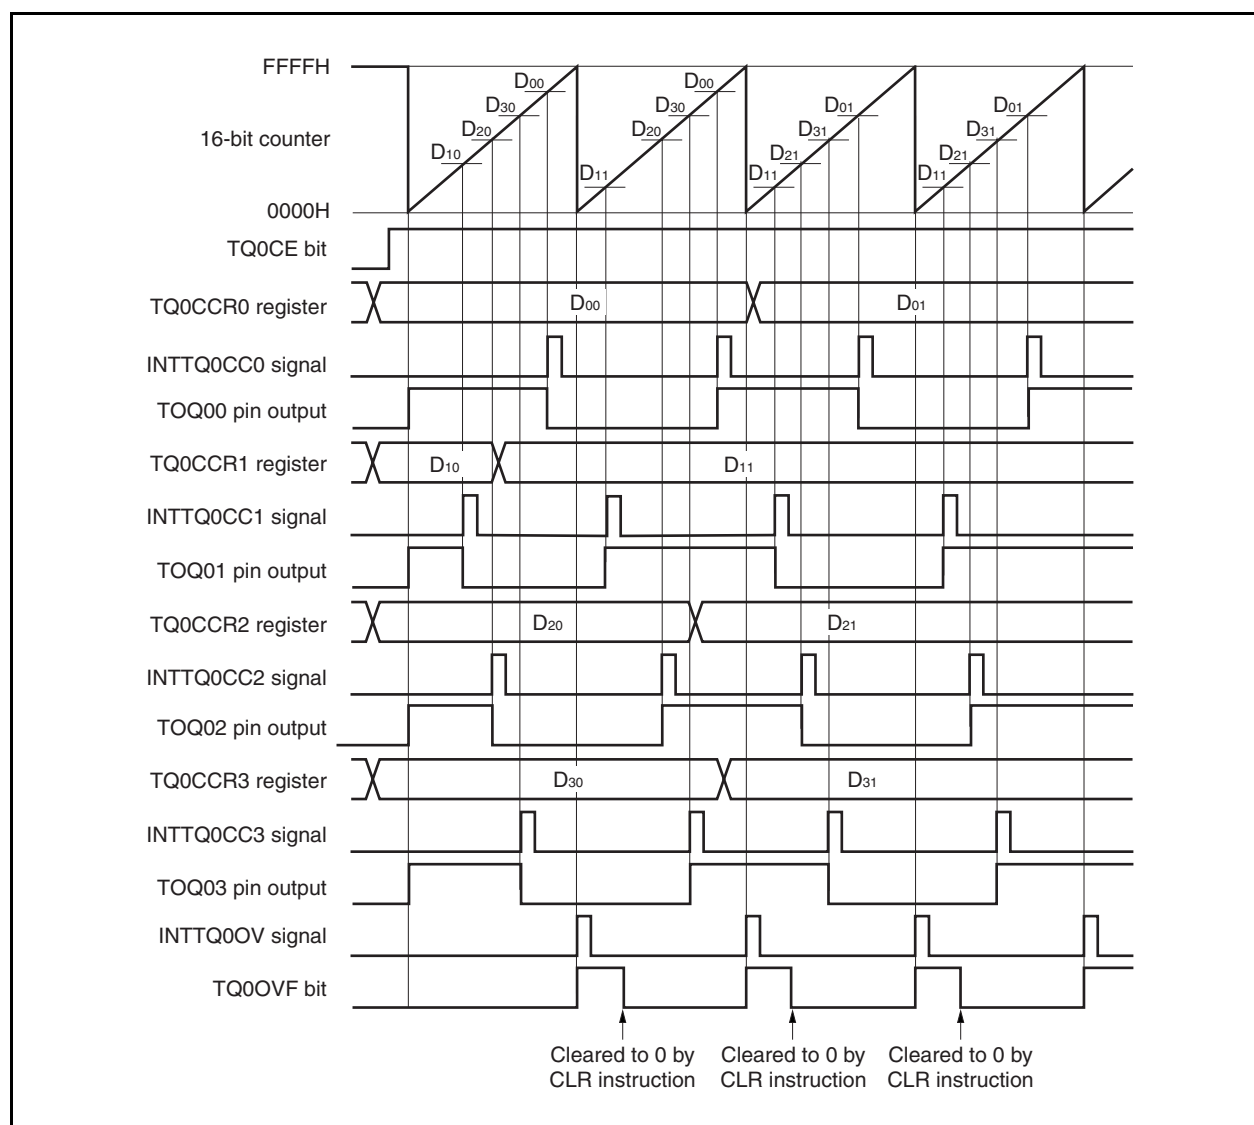 FFFFH
D00
D00
D30
D30
D01
D01
16-bit counter
D20
D20
D31
D31
D10
D21
D21
D11
D11
D11
0000H
TQ0CE bit
TQ0CCR0 register
D00
D01
INTTQ0CC0 signal
TOQ00 pin output
TQ0CCR1 register
D10
D11
INTTQ0CC1 signal
TOQ01 pin output
TQ0CCR2 register
D20
D21
INTTQ0CC2 signal
TOQ02 pin output
TQ0CCR3 register
D30
D31
INTTQ0CC3 signal
TOQ03 pin output
INTTQ0OV signal
TQ0OVF bit
Cleared to 0 by
CLR instruction
Cleared to 0 by
CLR instruction
Cleared to 0 by
CLR instruction